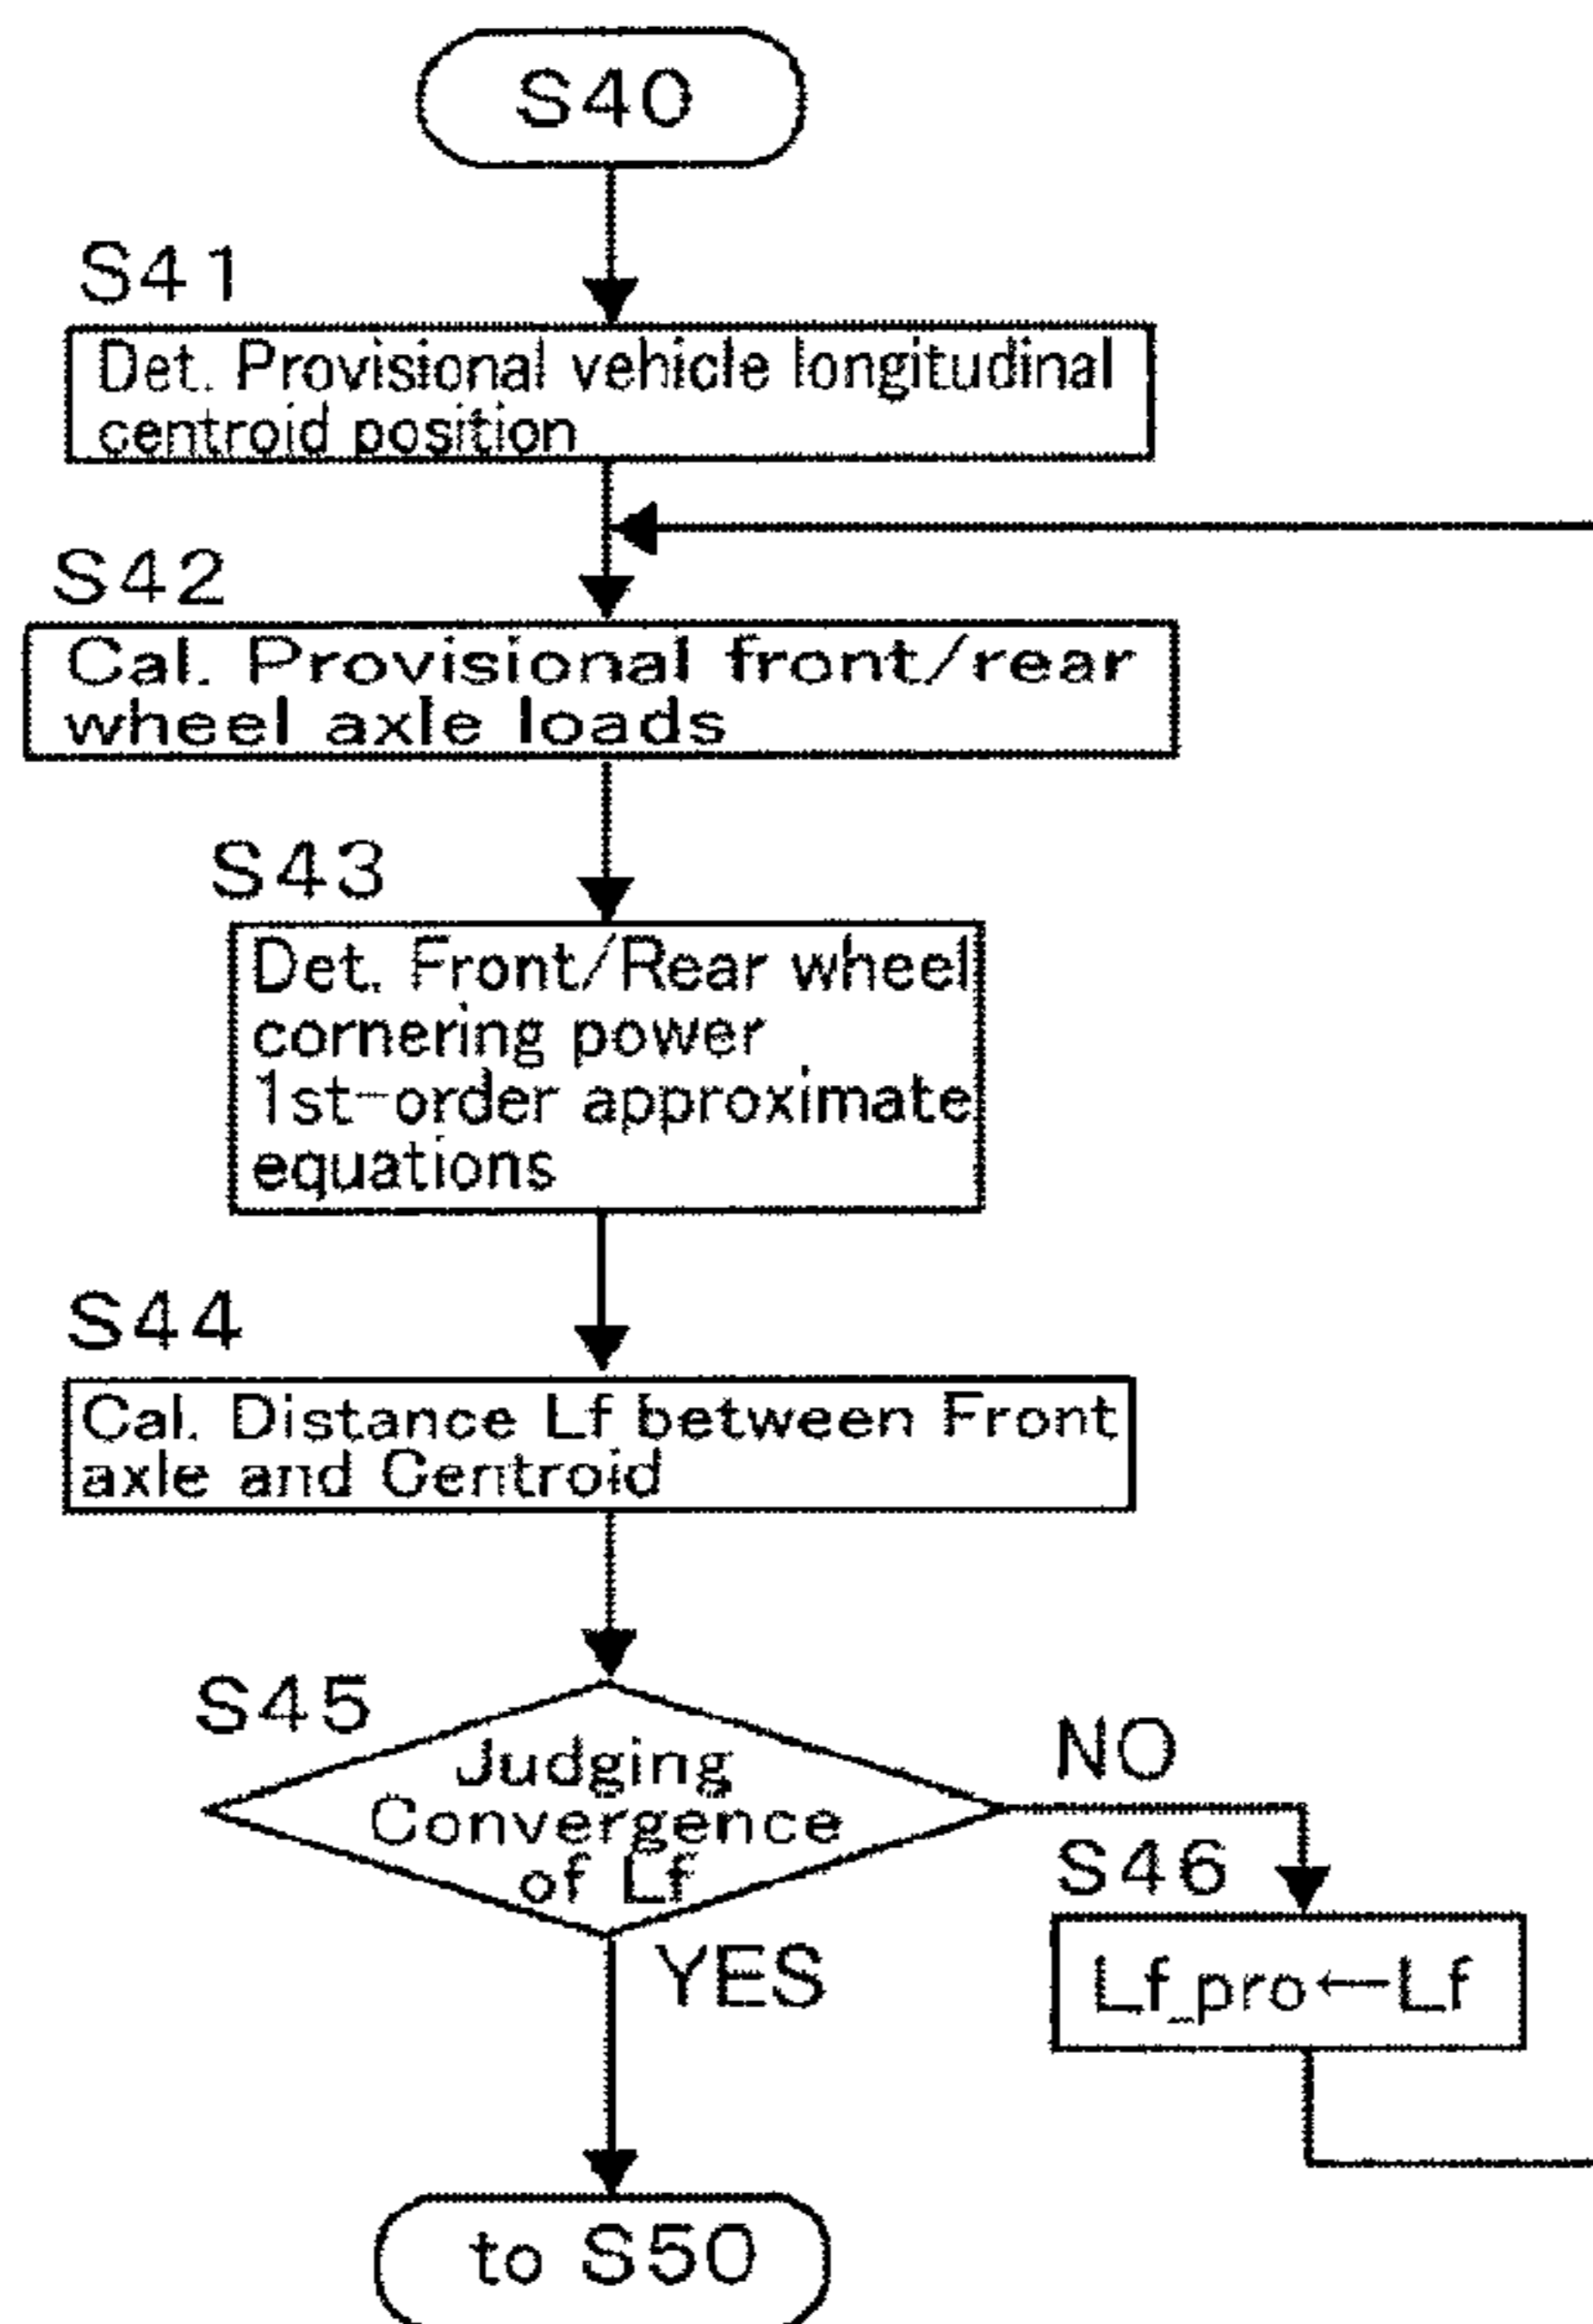 S40
S41
Det. Provisional vehicle longitudinal
centroid position
S42
Cal. Provisional front/rear
wheel axle loads
S43
Det. Front/Rear wheel
cornering power
1st-order approximate
equations
S44
Cal. Distance Lf between Front
axle and Centroid
S45
Judging
Convergence
of Lf
NO
S46
Lf_pro←Lf
YES
to S50